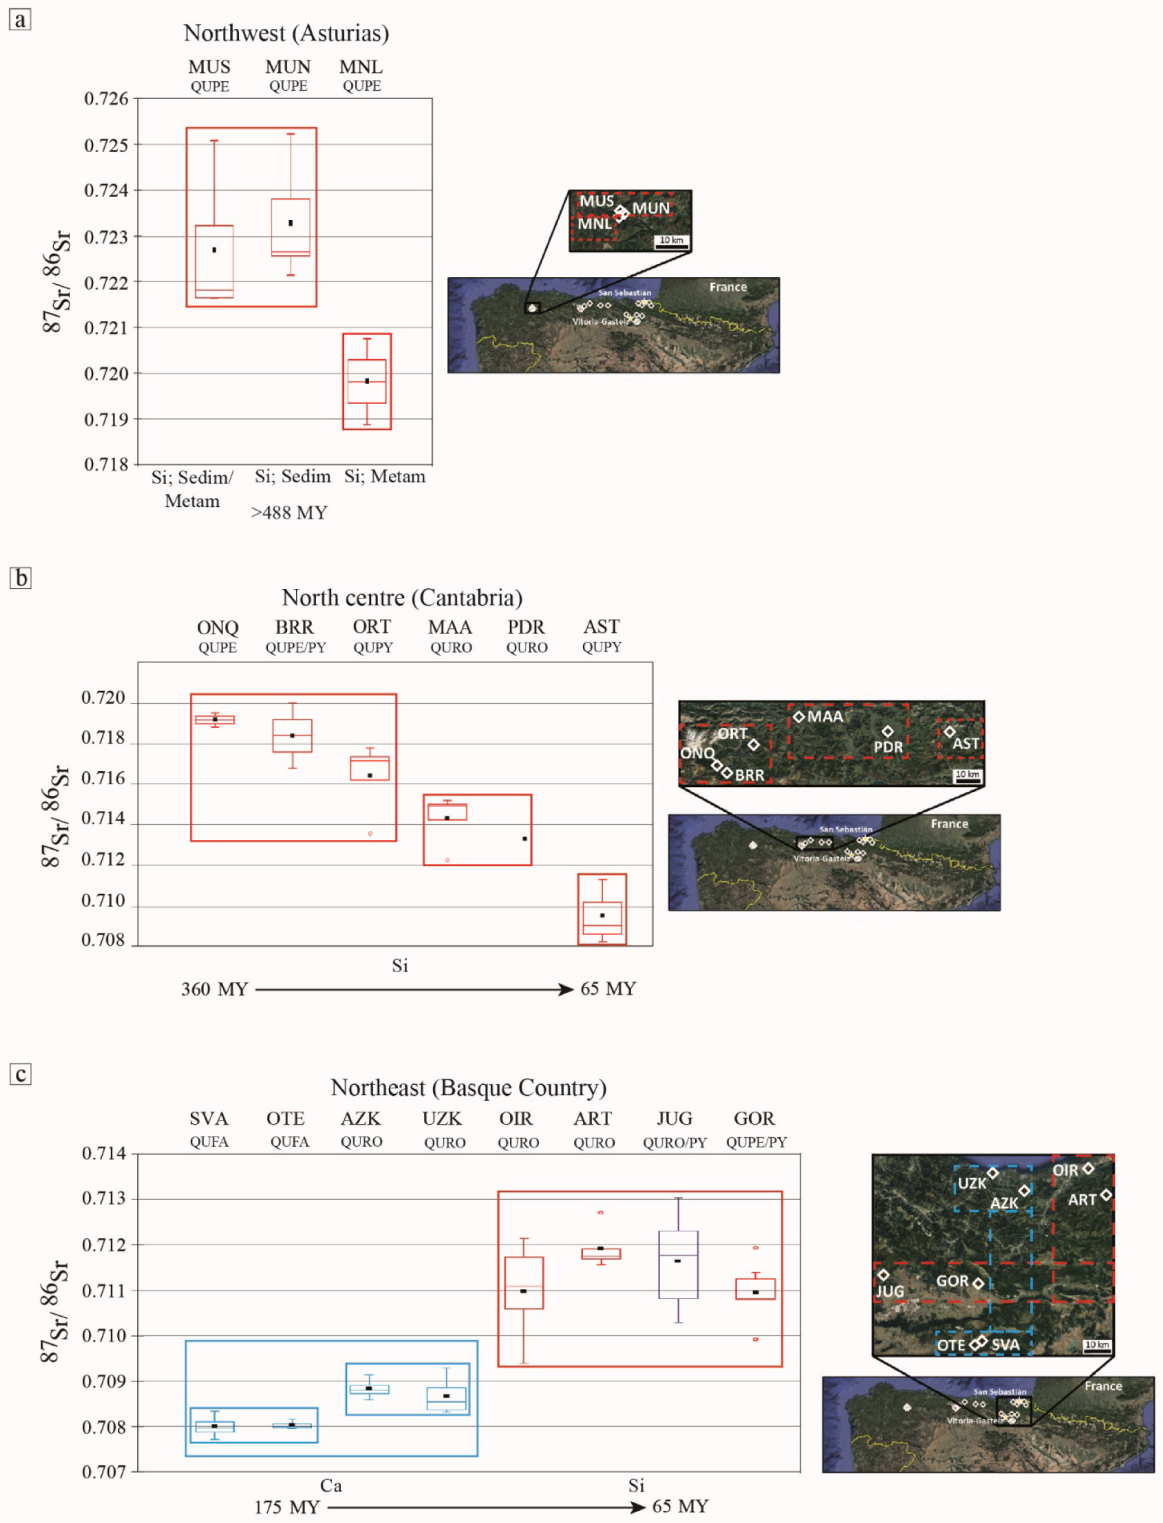 a
Northwest (Asturias)
MUS MUN MNL
QUPE QUPE QUPE
0.726
0.725
0.724
0.723
0.722
0.721
0.720
0.719
0.718
87Sr/ 86Sr
Si; Sedim/ Metam
Si; Sedim
Si; Metam
>488 MY
MUS
MUN
MNL
10 km
San Sebastián
France
Vitoria-Gasteiz
b
North centre (Cantabria)
ONQ BRR ORT MAA PDR AST
QUPE QUPE/PY QUPY QURO QURO QUPY
0.720
0.718
0.716
0.714
0.712
0.710
0.708
87Sr/ 86Sr
Si
360 MY 65 MY
MAA
ORT
PDR
AST
ONQ
BRR
10 km
San Sebastián
France
Vitoria-Gasteiz
c
Northeast (Basque Country)
SVA OTE AZK UZK OIR ART JUG GOR
QUFA QUFA QURO QURO QURO QURO QURO/PY QUPE/PY
0.714
0.713
0.712
0.711
0.710
0.709
0.708
0.707
87Sr/ 86Sr
Ca Si
175 MY 65 MY
OIR
UZK
AZK
ART
GOR
JUG
OTE
SVA
10 km
San Sebastián
France
Vitoria-Gasteiz